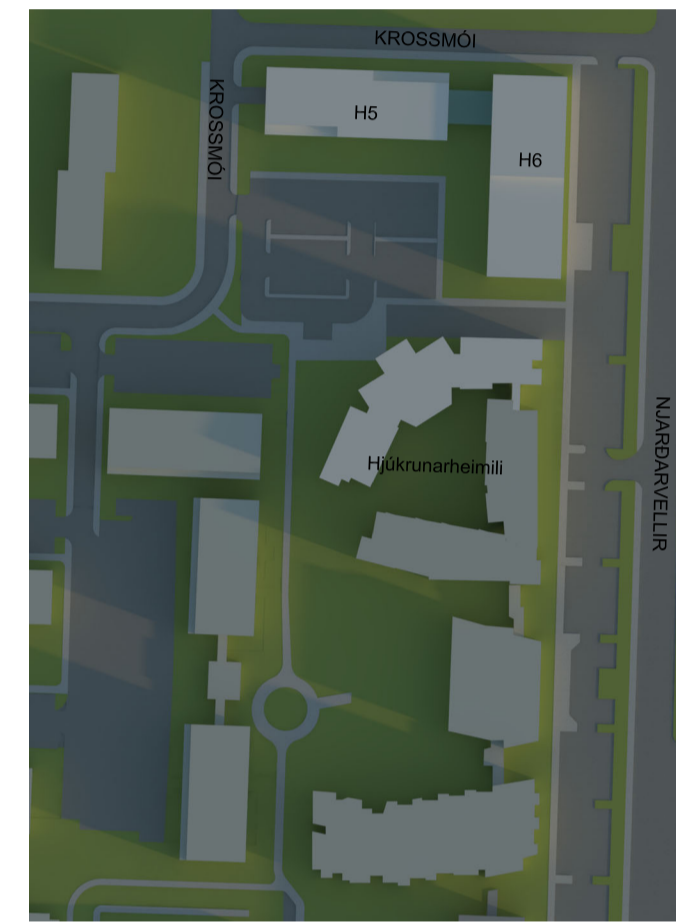 KROSSMÓI
KROSSMÓI
H5
H6
NJARÐARVELLIR
Hjúkrunarheimili